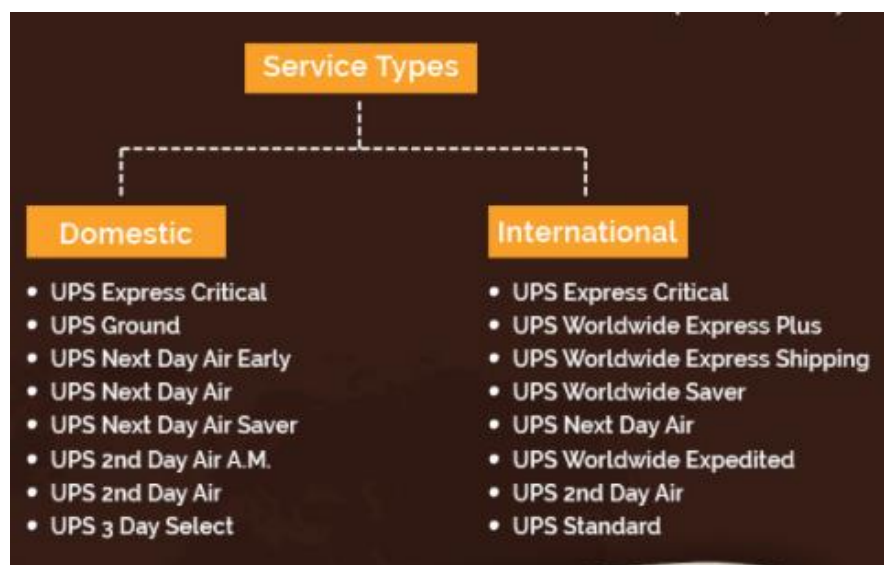 Service Types
Domestic
• UPS Express Critical
• UPS Ground
• UPS Next Day Air Early
• UPS Next Day Air
• UPS Next Day Air Saver
• UPS 2nd Day Air A.M.
• UPS 2nd Day Air
• UPS 3 Day Select
International
• UPS Express Critical
• UPS Worldwide Express Plus
• UPS Worldwide Express Shipping
• UPS Worldwide Saver
• UPS Next Day Air
• UPS Worldwide Expedited
• UPS 2nd Day Air
• UPS Standard